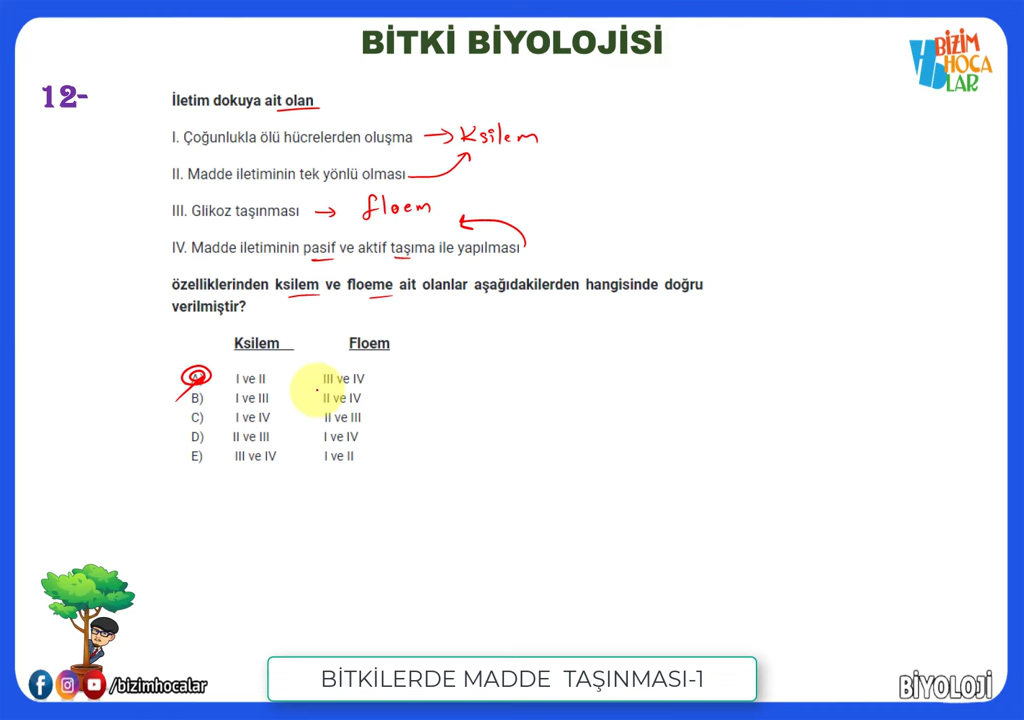 BİTKİ BİYOLOJİSİ
BİZİM
HOCA
LAR
12-
İletim dokuya ait olan
I. Çoğunlukla ölü hücrelerden oluşma → Ksilem
II. Madde iletiminin tek yönlü olması
III. Glikoz taşınması → floem
IV. Madde iletiminin pasif ve aktif taşıma ile yapılması
özelliklerinden ksilem ve floeme ait olanlar aşağıdakilerden hangisinde doğru
verilmiştir?
Ksilem Floem
I ve II III ve IV
B) I ve III II ve IV
C) I ve IV II ve III
D) II ve III I ve IV
E) III ve IV I ve II
/bizimhocalar
BİTKİLERDE MADDE TAŞINMASI-1
BİYOLOJİ